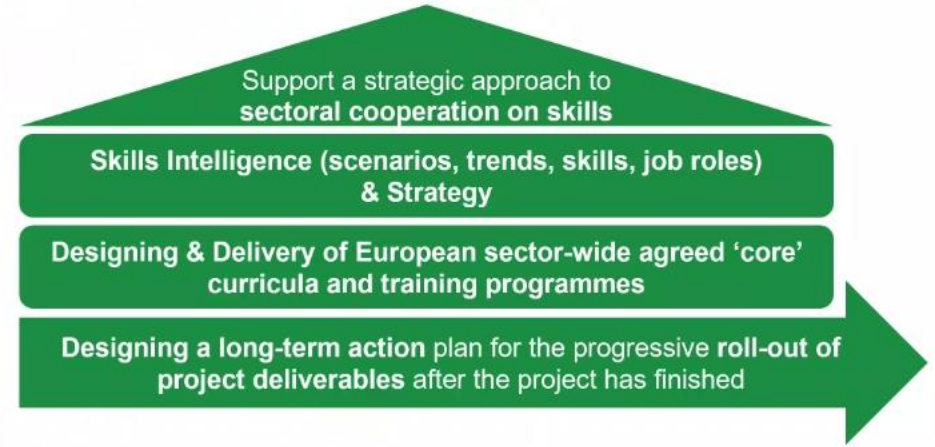 Support a strategic approach to
sectoral cooperation on skills
Skills Intelligence (scenarios, trends, skills, job roles)
& Strategy
Designing & Delivery of European sector-wide agreed ‘core’
curricula and training programmes
Designing a long-term action plan for the progressive roll-out of
project deliverables after the project has finished